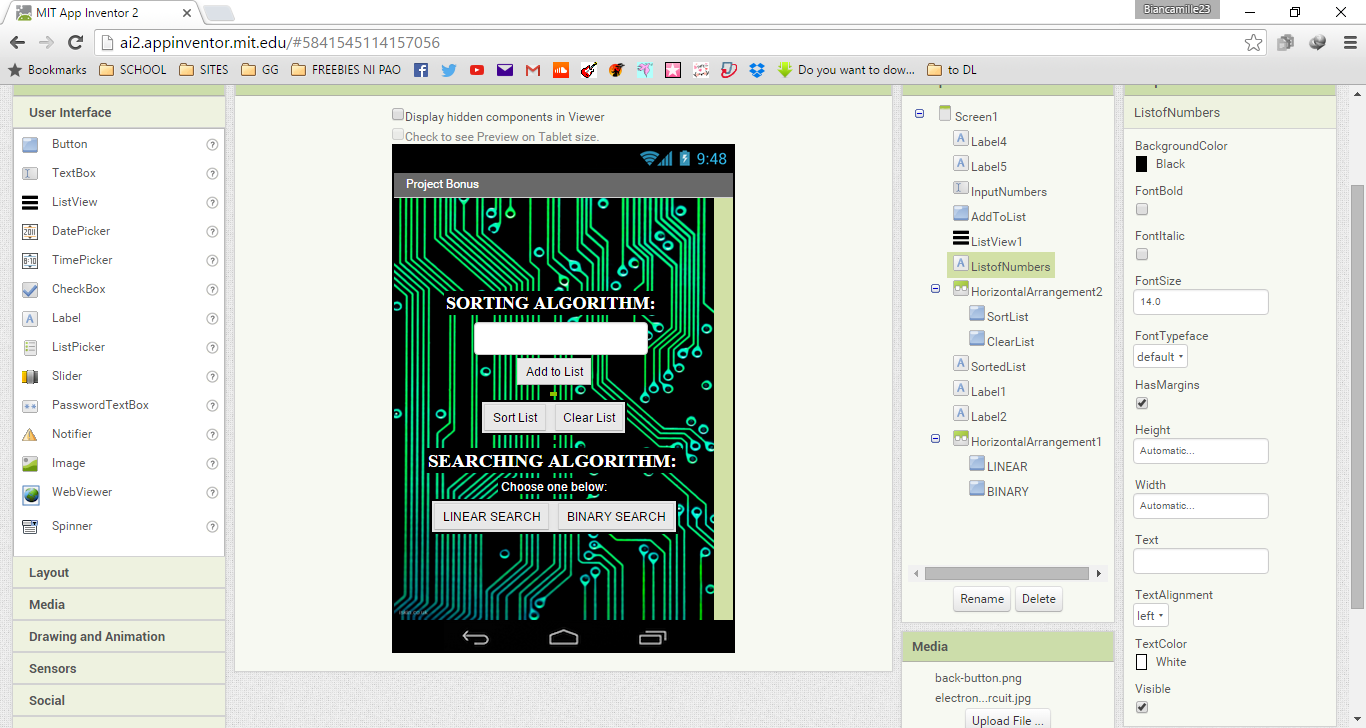 MIT App Inventor 2
Biancamille23
ai2.appinventor.mit.edu/#5841545114157056
Bookmarks SCHOOL SITES GG FREEBIES NI PAO Do you want to dow... to DL
User Interface
Button
TextBox
ListView
DatePicker
TimePicker
CheckBox
Label
ListPicker
Slider
PasswordTextBox
Notifier
Image
WebViewer
Spinner
Layout
Media
Drawing and Animation
Sensors
Social
Display hidden components in Viewer
Check to see Preview on Tablet size.
9:48
Project Bonus
SORTING ALGORITHM:
Add to List
Sort List Clear List
SEARCHING ALGORITHM:
Choose one below:
LINEAR SEARCH BINARY SEARCH
Screen1
Label4
Label5
InputNumbers
AddToList
ListView1
ListofNumbers
HorizontalArrangement2
SortList
ClearList
SortedList
Label1
Label2
HorizontalArrangement1
LINEAR
BINARY
Rename Delete
Media
back-button.png
electron...rcuit.jpg
Upload File ...
ListofNumbers
BackgroundColor
Black
FontBold
FontItalic
FontSize
14.0
FontTypeface
default
HasMargins
Height
Automatic...
Width
Automatic...
Text
TextAlignment
left
TextColor
White
Visible